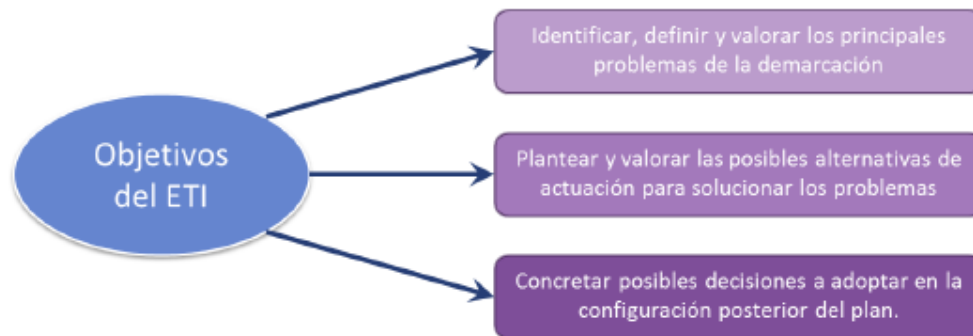 Objetivos
del ETI
Identificar, definir y valorar los principales
problemas de la demarcación
Plantear y valorar las posibles alternativas de
actuación para solucionar los problemas
Concretar posibles decisiones a adoptar en la
configuración posterior del plan.